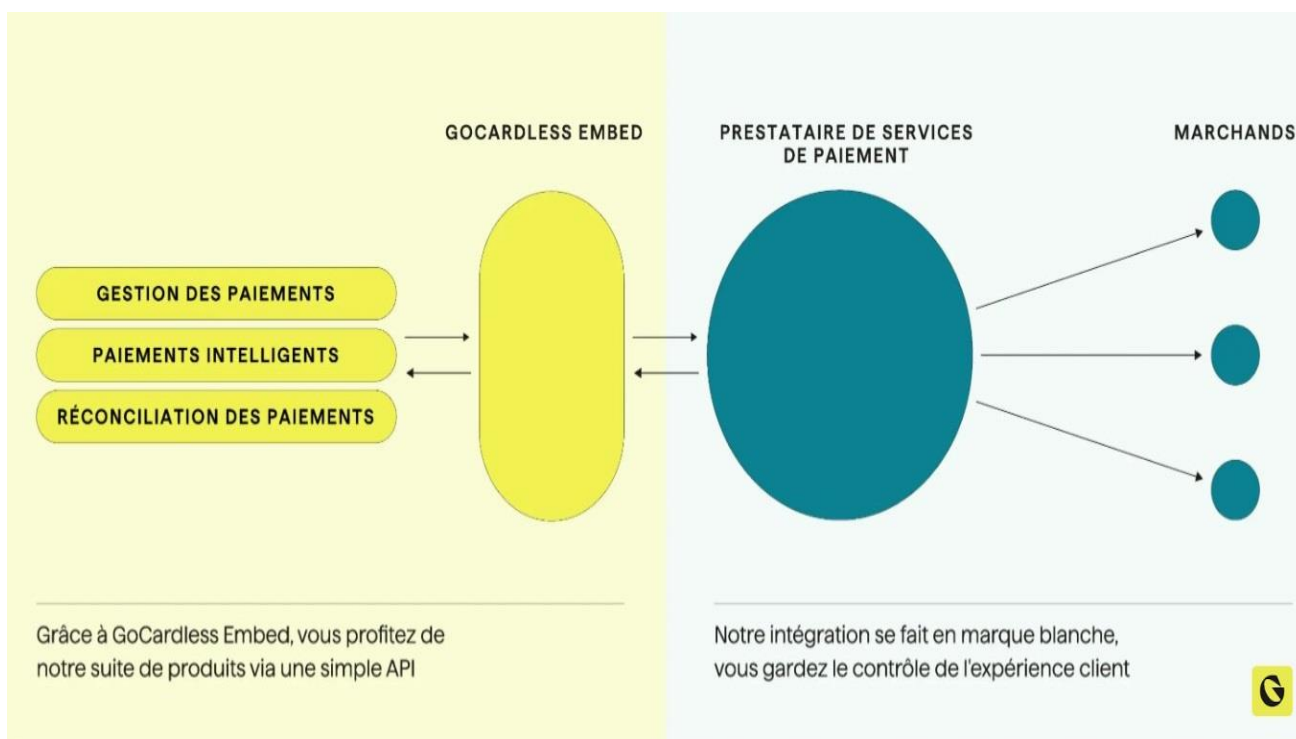 GOCARDLESS EMBED
PRESTATAIRE DE SERVICES
DE PAIEMENT
MARCHANDS
GESTION DES PAIEMENTS
PAIEMENTS INTELLIGENTS
RÉCONCILIATION DES PAIEMENTS
Grâce à GoCardless Embed, vous profitez de
notre suite de produits via une simple API
Notre intégration se fait en marque blanche,
vous gardez le contrôle de l'expérience client